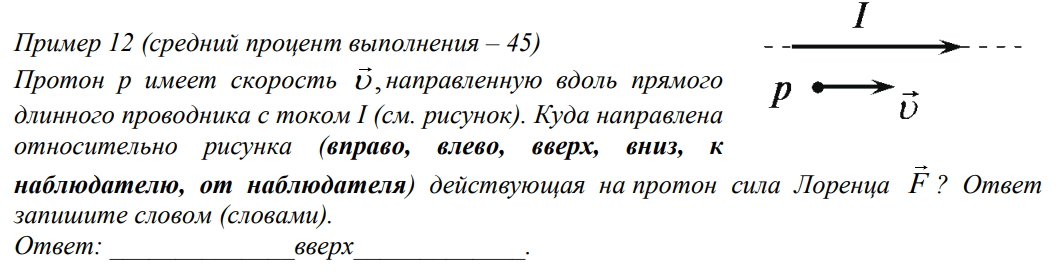 I
Пример 12 (средний процент выполнения – 45)
Протон p имеет скорость υ⃗, направленную вдоль прямого
p υ⃗
длинного проводника с током I (см. рисунок). Куда направлена
относительно рисунка (вправо, влево, вверх, вниз, к
наблюдателю, от наблюдателя) действующая на протон сила Лоренца F⃗ ? Ответ
запишите словом (словами).
Ответ: ______________вверх_____________.